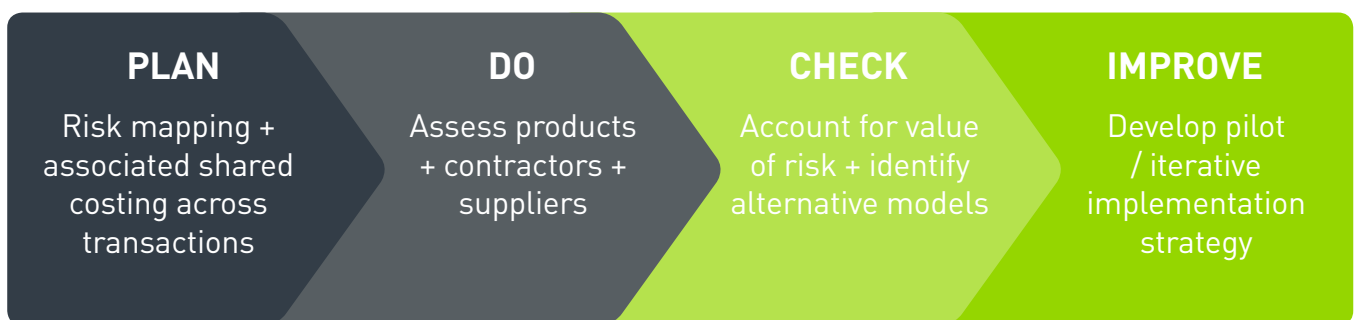 PLAN
Risk mapping +
associated shared
costing across
transactions
DO
Assess products
+ contractors +
suppliers
CHECK
Account for value
of risk + identify
alternative models
IMPROVE
Develop pilot
/ iterative
implementation
strategy